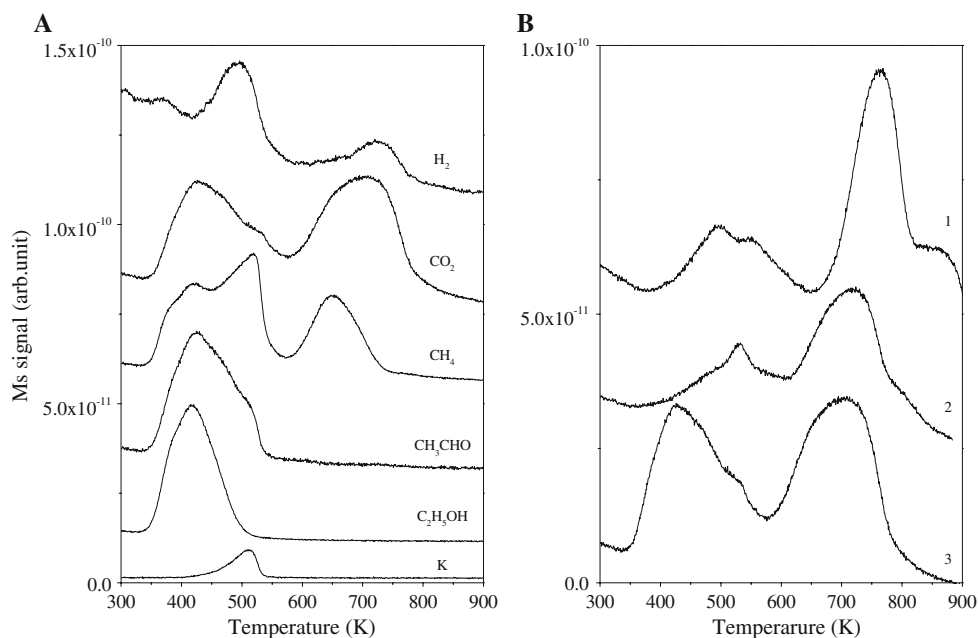 A
Ms signal (arb.unit)
1.5x10⁻¹⁰
1.0x10⁻¹⁰
5.0x10⁻¹¹
0.0
H₂
CO₂
CH₄
CH₃CHO
C₂H₅OH
K
300 400 500 600 700 800 900
Temperature (K)
B
1.0x10⁻¹⁰
5.0x10⁻¹¹
0.0
1
2
3
300 400 500 600 700 800 900
Temperarure (K)